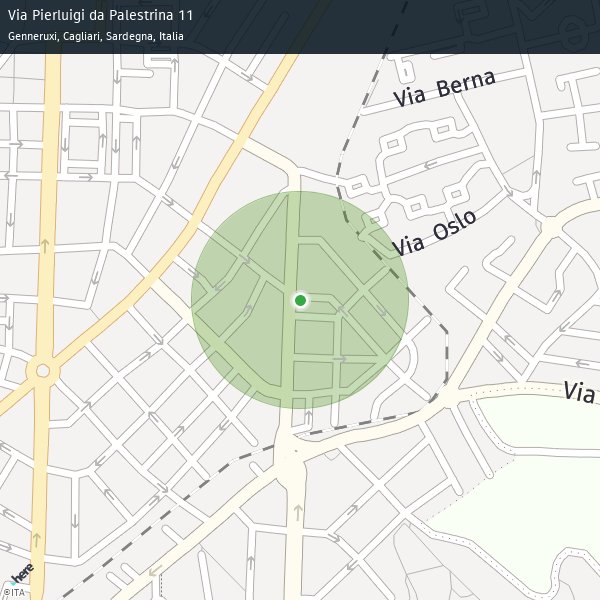 Via Pierluigi da Palestrina 11
Genneruxi, Cagliari, Sardegna, Italia
Via Berna
Via Oslo
Via
here
©ITA